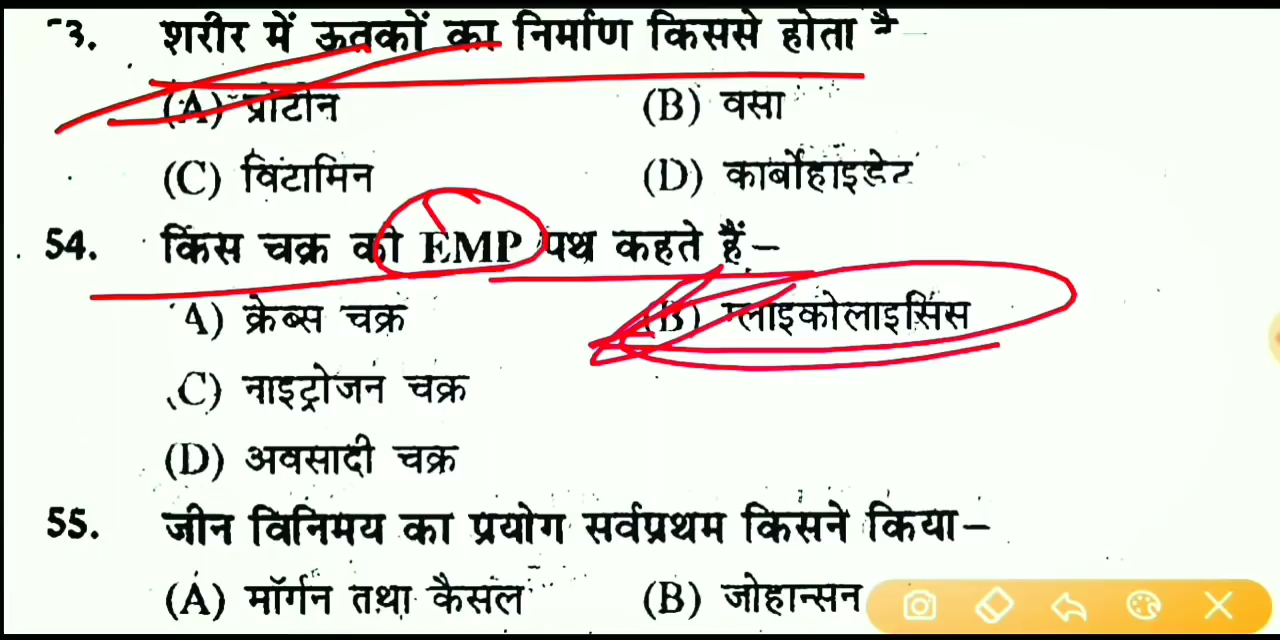 3. शरीर में ऊतकों का निर्माण किससे होता है
(A) प्रोटीन (B) वसा
(C) विटामिन (D) कार्बोहाइडेट
54. किस चक्र को EMP पथ कहते हैं–
A) क्रेब्स चक्र (B) ग्लाइकोलाइसिस
C) नाइट्रोजन चक्र
(D) अवसादी चक्र
55. जीन विनिमय का प्रयोग सर्वप्रथम किसने किया–
(A) मॉर्गन तथा कैसल (B) जोहान्सन